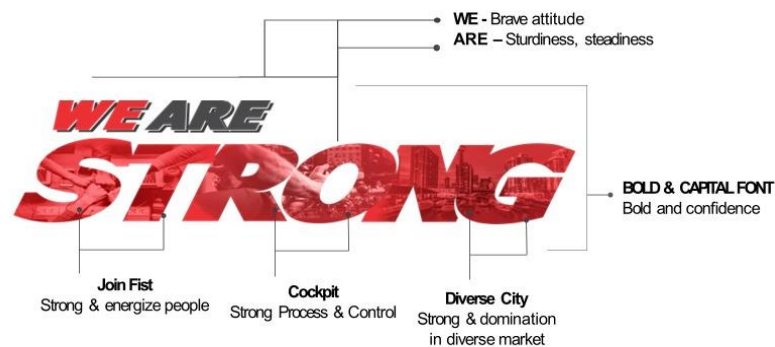 WE - Brave attitude
ARE – Sturdiness, steadiness
WE ARE
STRONG
BOLD & CAPITAL FONT
Bold and confidence
Join Fist
Strong & energize people
Cockpit
Strong Process & Control
Diverse City
Strong & domination
in diverse market